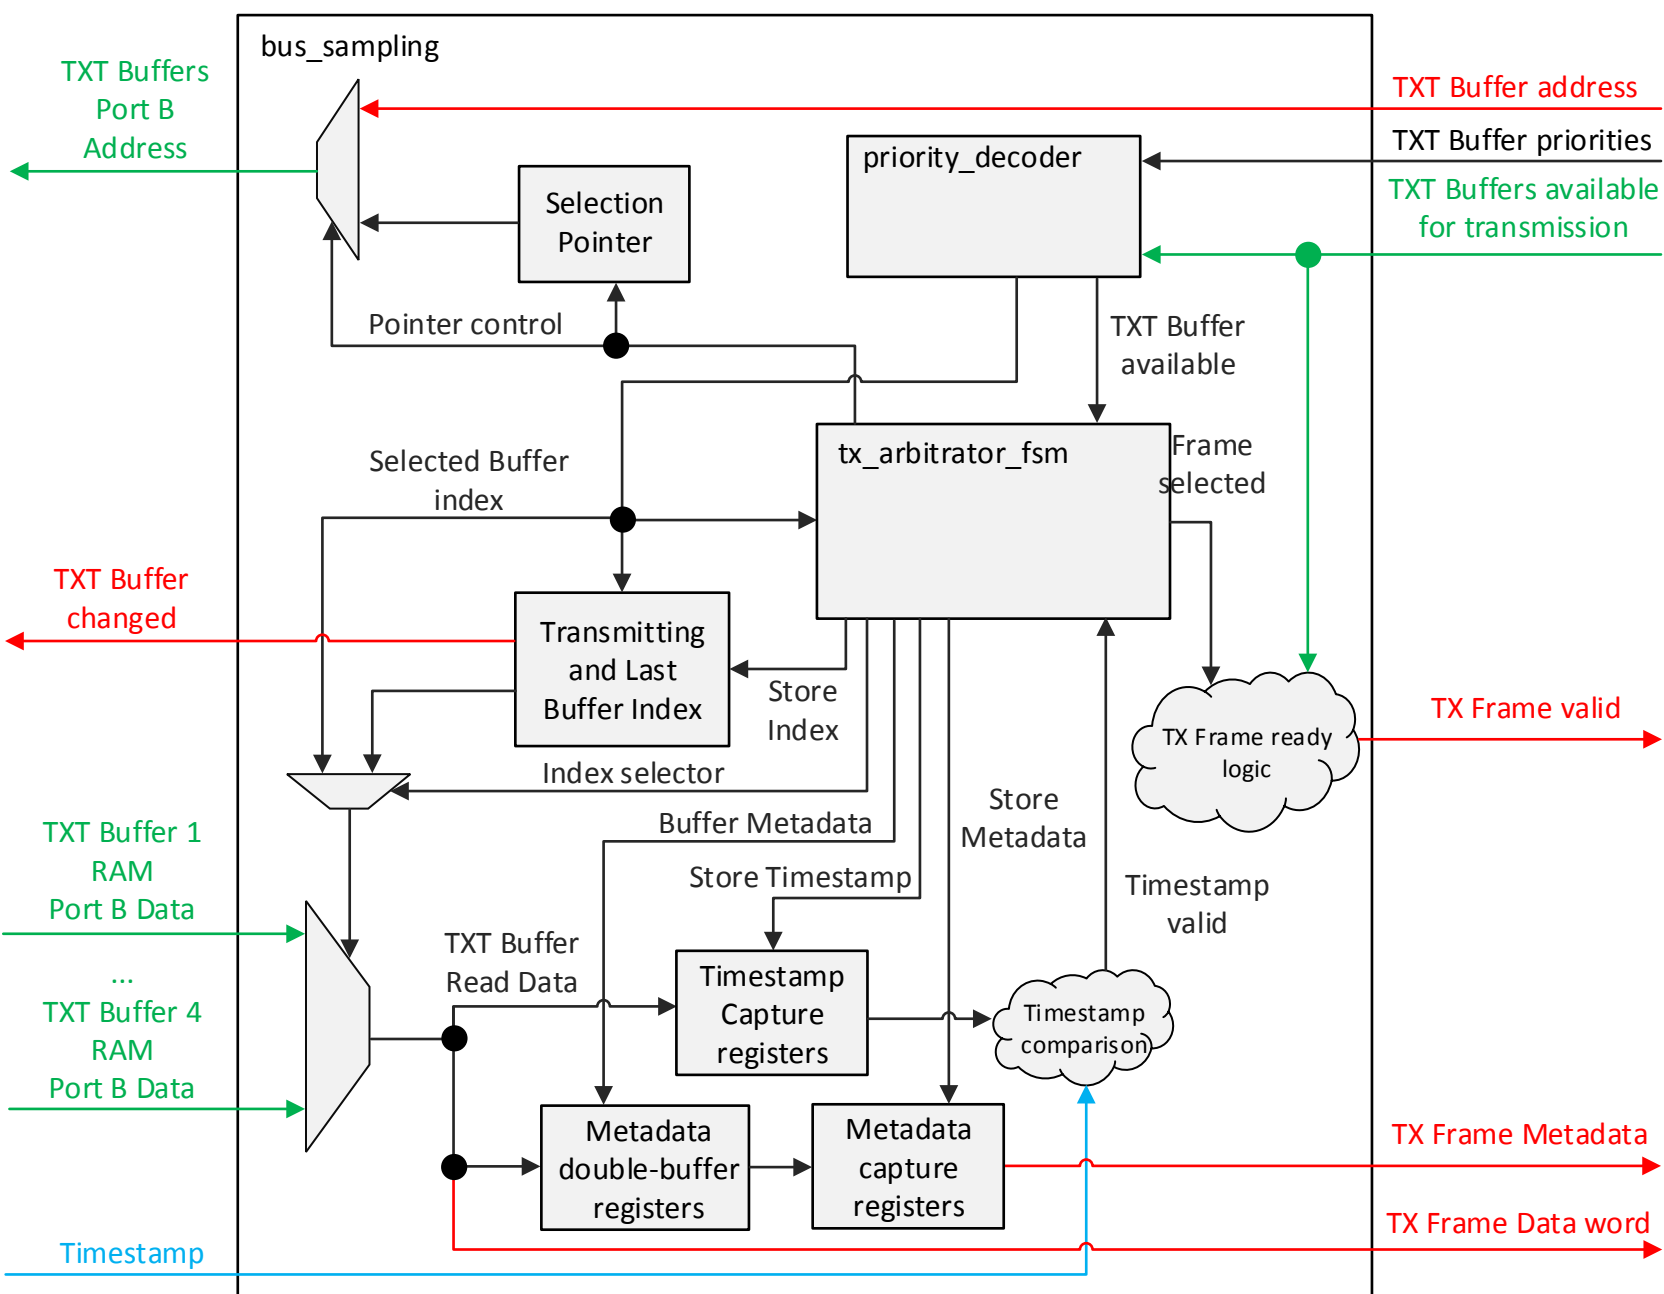 bus_sampling
TXT Buffers
Port B
Address
TXT Buffer address
TXT Buffer priorities
TXT Buffers available
for transmission
priority_decoder
Selection
Pointer
Pointer control
TXT Buffer
available
tx_arbitrator_fsm
Frame
selected
Selected Buffer
index
TXT Buffer
changed
Transmitting
and Last
Buffer Index
Store
Index
TX Frame ready
logic
TX Frame valid
Index selector
Buffer Metadata
Store
Metadata
Store Timestamp
Timestamp
valid
TXT Buffer 1
RAM
Port B Data
...
TXT Buffer 4
RAM
Port B Data
TXT Buffer
Read Data
Timestamp
Capture
registers
Timestamp
comparison
Metadata
double-buffer
registers
Metadata
capture
registers
TX Frame Metadata
TX Frame Data word
Timestamp